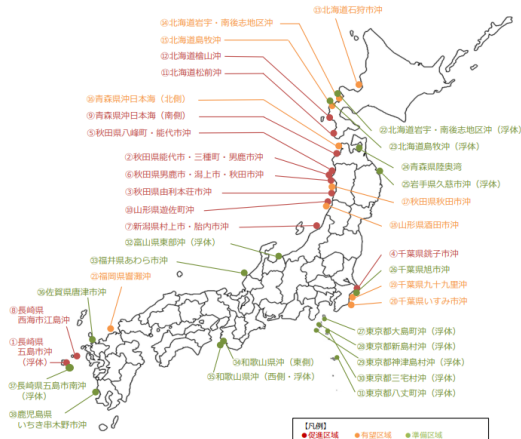 ⑬北海道石狩市沖
⑭北海道岩宇・南後志地区沖
⑮北海道島牧沖
⑫北海道檜山沖
⑪北海道松前沖
⑯青森県沖日本海（北側）
⑨青森県沖日本海（南側）
⑤秋田県八峰町・能代市沖
㉒北海道岩宇・南後志地区沖（浮体）
㉓北海道島牧沖（浮体）
㉔青森県陸奥湾
㉕岩手県久慈市沖（浮体）
②秋田県能代市・三種町・男鹿市沖
⑥秋田県男鹿市・潟上市・秋田市沖
③秋田県由利本荘市沖
⑩山形県遊佐町沖
⑦新潟県村上市・胎内市沖
⑰秋田県秋田市沖
⑱山形県酒田市沖
㉜富山県東部沖（浮体）
㉝福井県あわら市沖
㉑福岡県響灘沖
㊱佐賀県唐津市沖
④千葉県銚子市沖
㉖千葉県旭市沖
⑲千葉県九十九里沖
⑳千葉県いすみ市沖
⑧長崎県
西海市江島沖
①長崎県
五島市沖
（浮体）
㊲長崎県五島市南沖
（浮体）
㊳鹿児島県
いちき串木野市沖
㉞和歌山県沖（東側）
㉟和歌山県沖（西側・浮体）
㉗東京都大島町沖（浮体）
㉘東京都新島村沖（浮体）
㉙東京都神津島村沖（浮体）
㉚東京都三宅村沖（浮体）
㉛東京都八丈町沖（浮体）
【凡例】
●促進区域 ●有望区域 ●準備区域